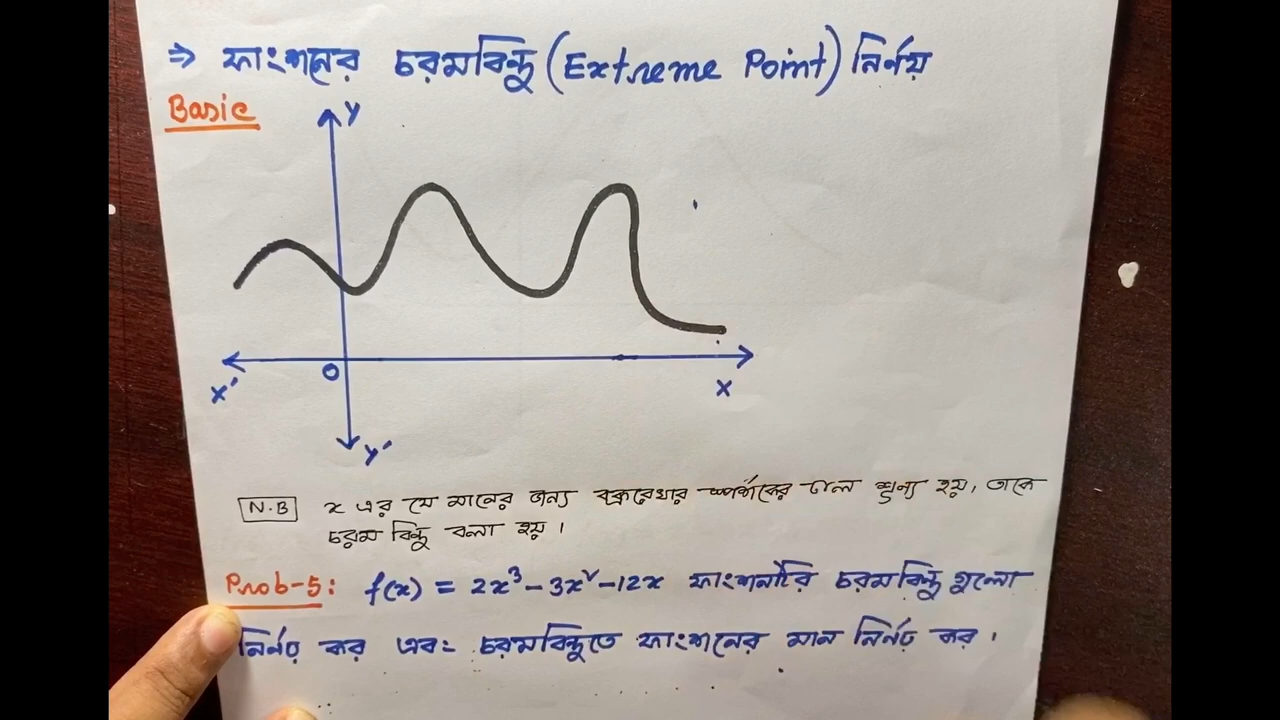 ⇒ ফাংশনের চরমবিন্দু (Extreme Point) নির্ণয়
Basic
Y
O
X'
X
Y'
N.B x এর যে মানের জন্য বক্ররেখার স্পর্শকের ঢাল শূন্য হয়, তাকে
চরম বিন্দু বলা হয়।
Prob-5: f(x) = 2x³-3x²-12x ফাংশনটির চরমবিন্দু গুলো
নির্ণয় কর এবং চরমবিন্দুতে ফাংশনের মান নির্ণয় কর।